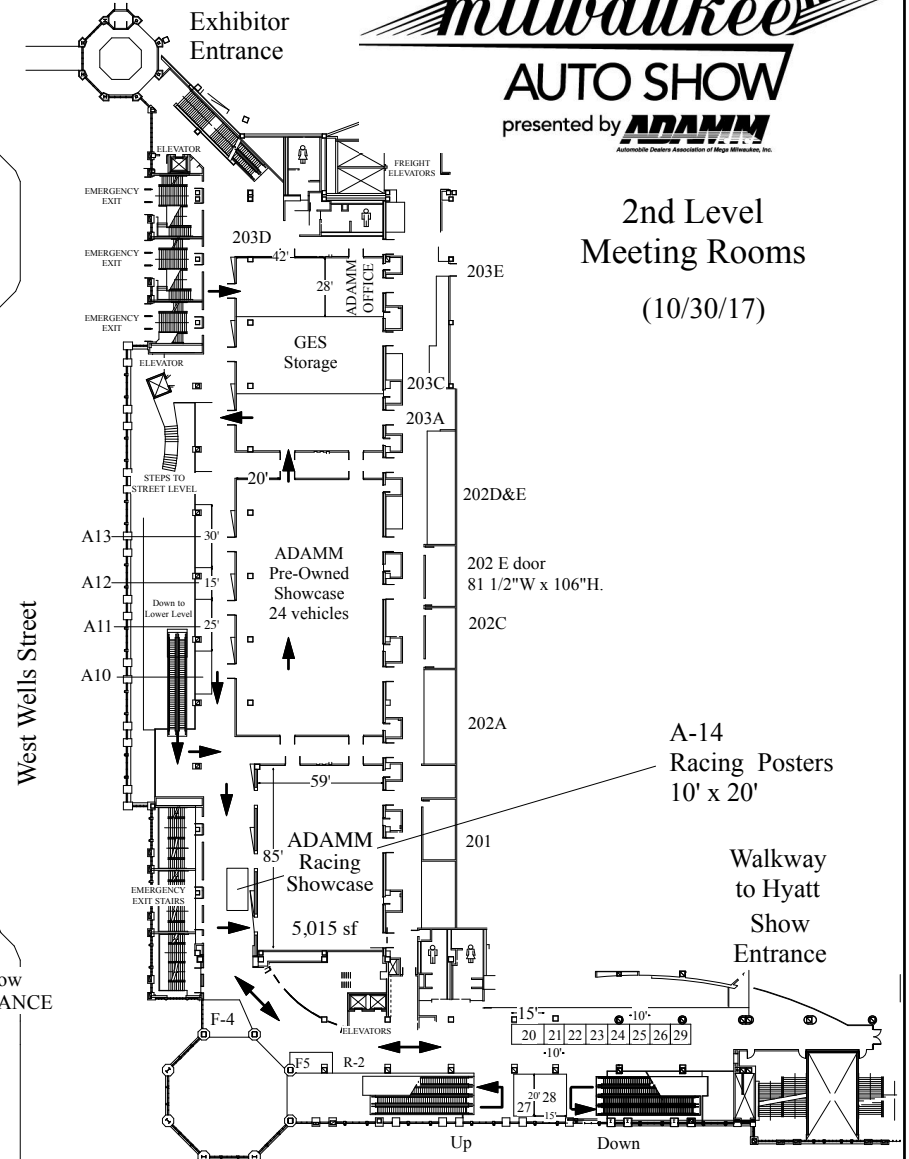 milwaukee
AUTO SHOW
presented by ADAMM
Automobile Dealers Association of Mega Milwaukee, Inc.
2nd Level
Meeting Rooms
(10/30/17)
Exhibitor
Entrance
ELEVATOR
FREIGHT
ELEVATORS
EMERGENCY
EXIT
EMERGENCY
EXIT
EMERGENCY
EXIT
203D
42'
28'
ADAMM
OFFICE
203E
GES
Storage
ELEVATOR
203C
203A
STEPS TO
STREET LEVEL
20'
202D&E
A13
30'
A12
15'
A11
25'
A10
Down to
Lower Level
ADAMM
Pre-Owned
Showcase
24 vehicles
202 E door
81 1/2"W x 106"H.
202C
202A
West Wells Street
A-14
Racing Posters
10' x 20'
59'
85'
ADAMM
Racing
Showcase
5,015 sf
201
EMERGENCY
EXIT STAIRS
Walkway
to Hyatt
Show
Entrance
ow
ANCE
F-4
ELEVATORS
15'
10'
20 21 22 23 24 25 26 29
10'
F5
R-2
27
20'
28
15'
Up
Down